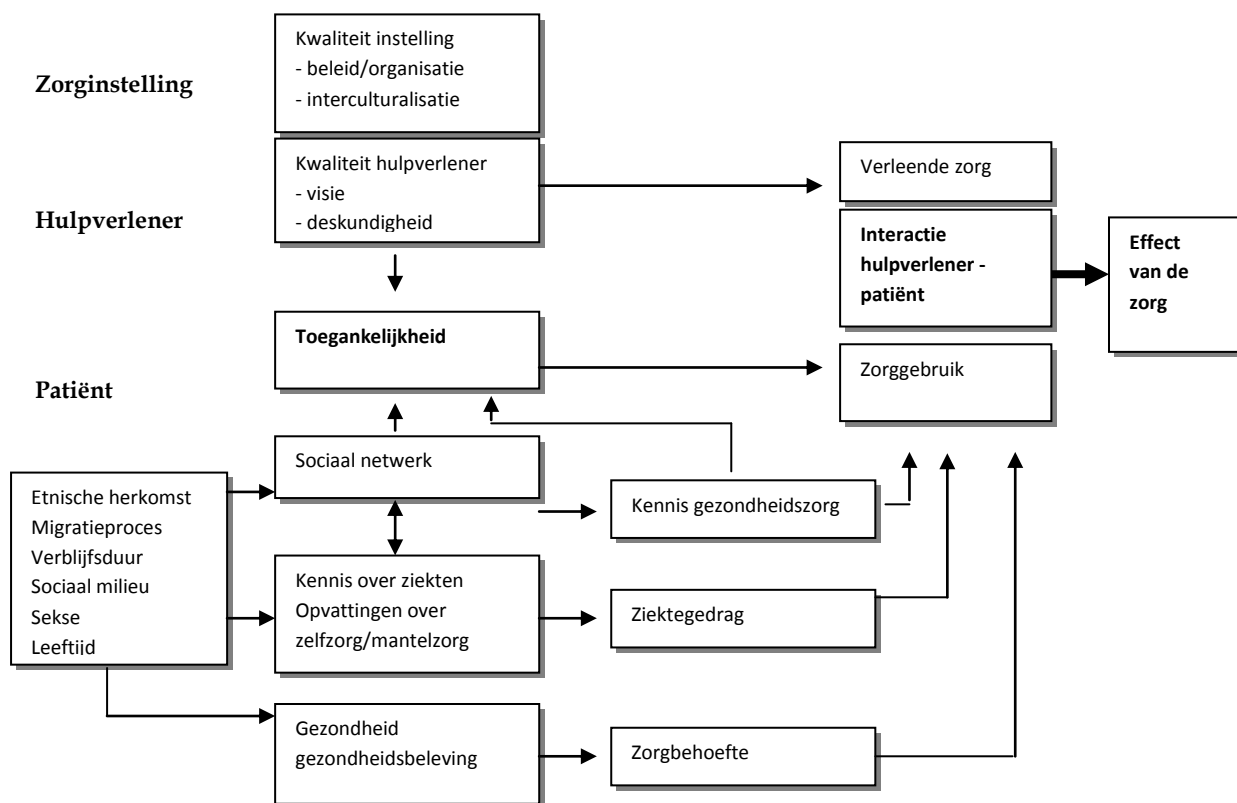 Zorginstelling
Kwaliteit instelling
- beleid/organisatie
- interculturalisatie
Hulpverlener
Kwaliteit hulpverlener
- visie
- deskundigheid
Verleende zorg
Interactie
hulpverlener -
patiënt
Effect
van de
zorg
Toegankelijkheid
Zorggebruik
Patiënt
Sociaal netwerk
Kennis gezondheidszorg
Etnische herkomst
Migratieproces
Verblijfsduur
Sociaal milieu
Sekse
Leeftijd
Kennis over ziekten
Opvattingen over
zelfzorg/mantelzorg
Ziektegedrag
Gezondheid
gezondheidsbeleving
Zorgbehoefte